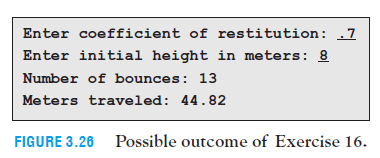 Enter coefficient of restitution: .7
Enter initial height in meters: 8
Number of bounces: 13
Meters traveled: 44.82
FIGURE 3.26 Possible outcome of Exercise 16.